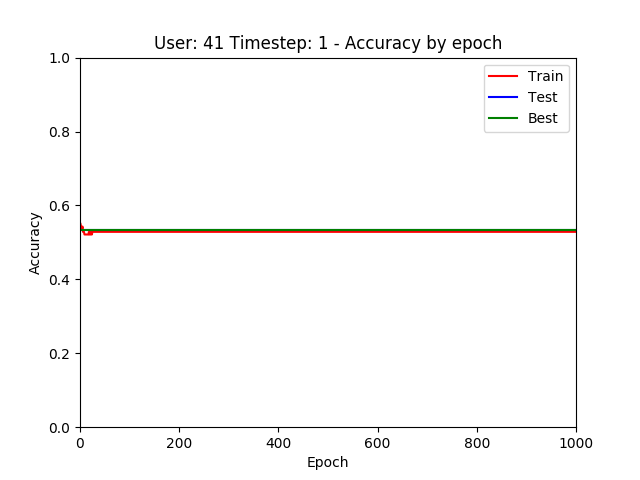 User: 41 Timestep: 1 - Accuracy by epoch
1.0
0.8
0.6
0.4
0.2
0.0
Accuracy
Train
Test
Best
0 200 400 600 800 1000
Epoch